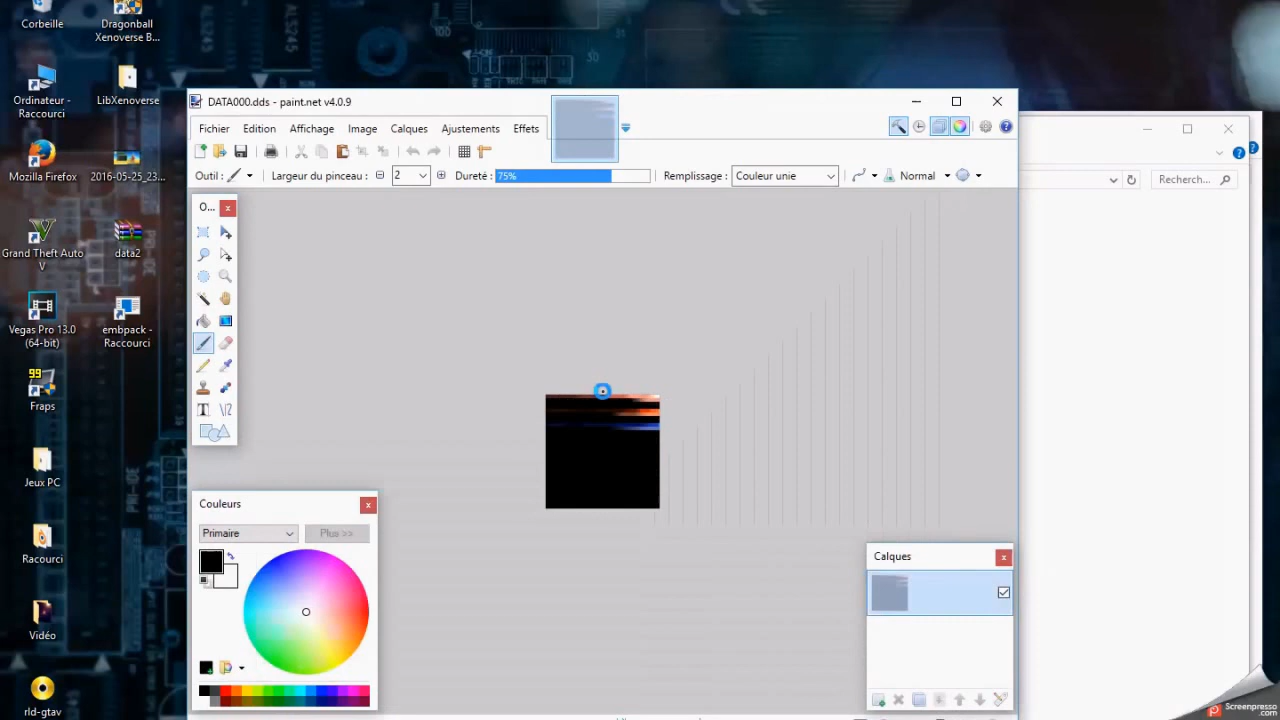 Corbeille
Dragonball
Xenoverse B...
Ordinateur -
Raccourci
LibXenoverse
Mozilla Firefox
2016-05-25_23...
Grand Theft Auto
V
data2
Vegas Pro 13.0
(64-bit)
embpack -
Raccourci
99
Fraps
Jeux PC
Racourci
Vidéo
rld-gtav
DATA000.dds - paint.net v4.0.9
Fichier Edition Affichage Image Calques Ajustements Effets
Outil : Largeur du pinceau : 2 Dureté : 75% Remplissage : Couleur unie Normal
Recherch...
O...
Couleurs
Primaire Plus >>
Calques
Screenpresso
.com